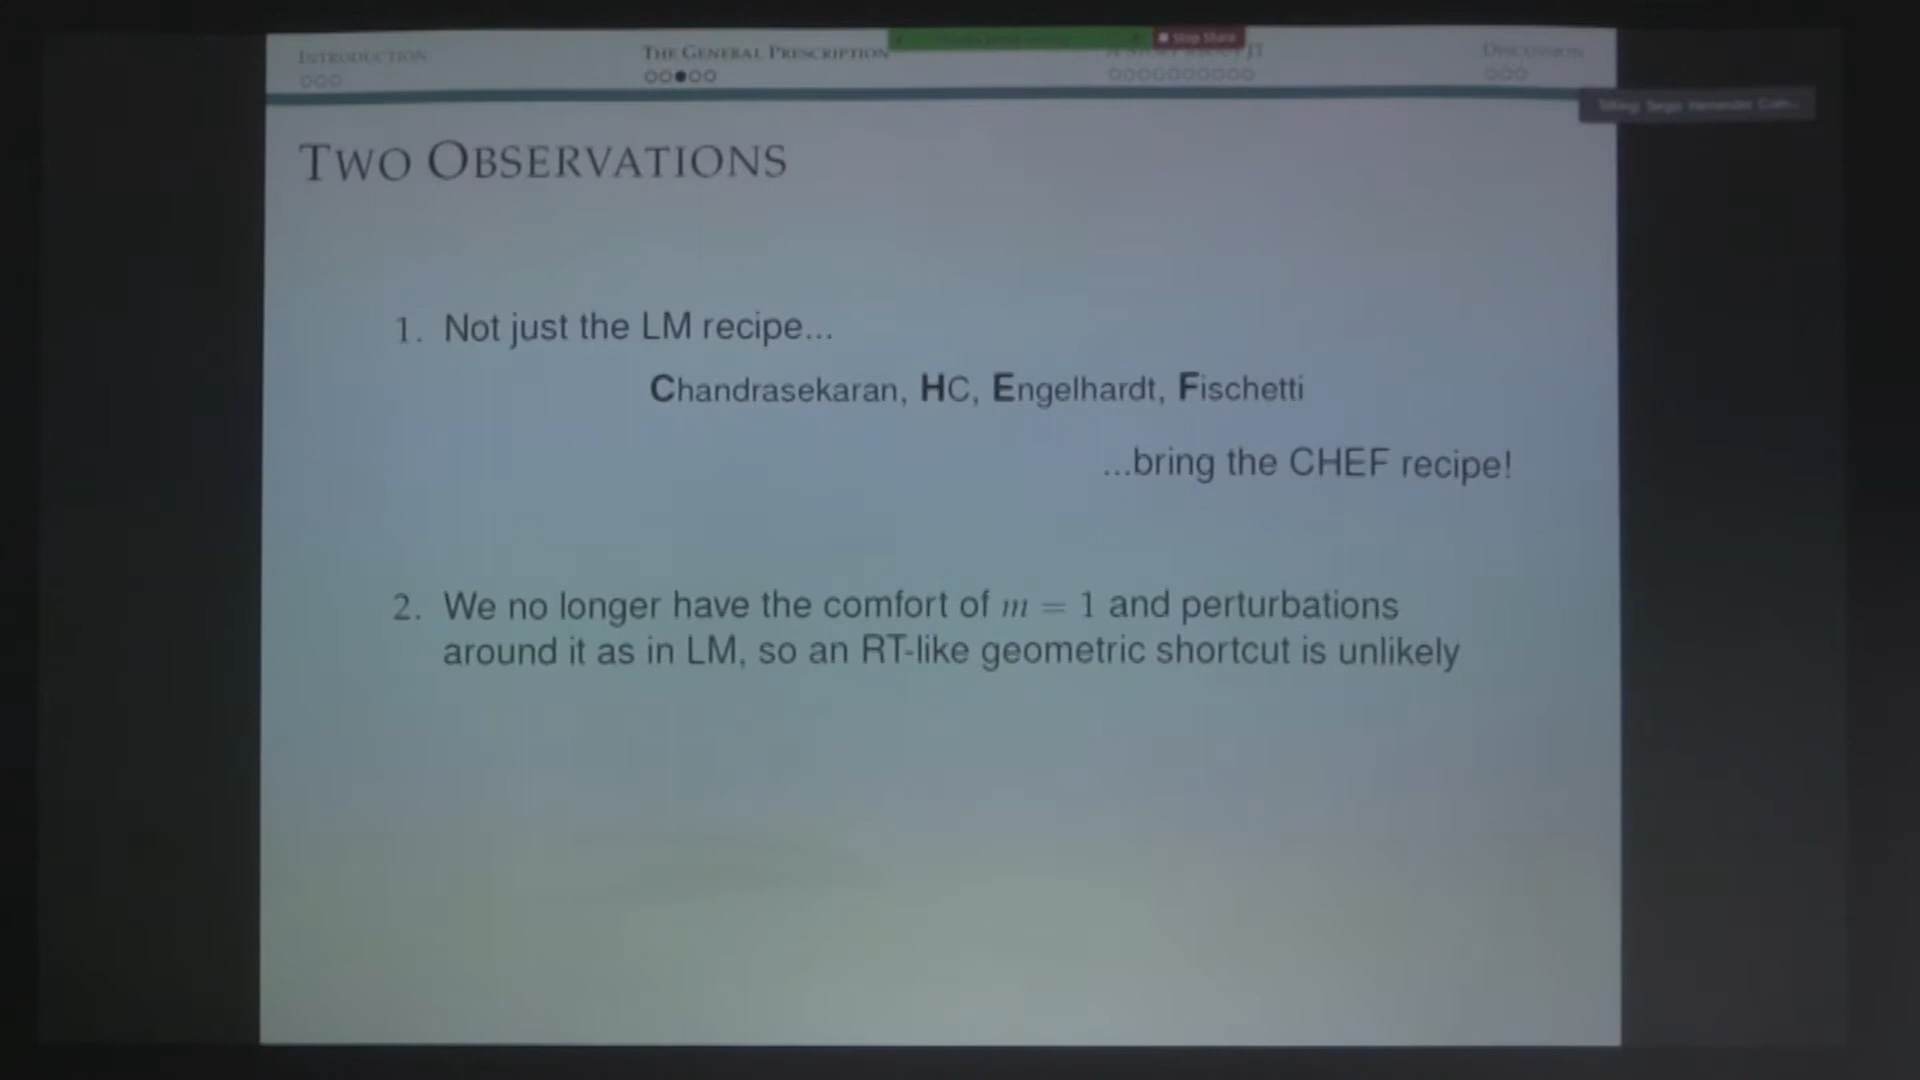 INTRODUCTION
THE GENERAL PRESCRIPTION
Stop Share
DISCUSSION
TWO OBSERVATIONS
1. Not just the LM recipe...
Chandrasekaran, HC, Engelhardt, Fischetti
...bring the CHEF recipe!
2. We no longer have the comfort of m = 1 and perturbations
around it as in LM, so an RT-like geometric shortcut is unlikely